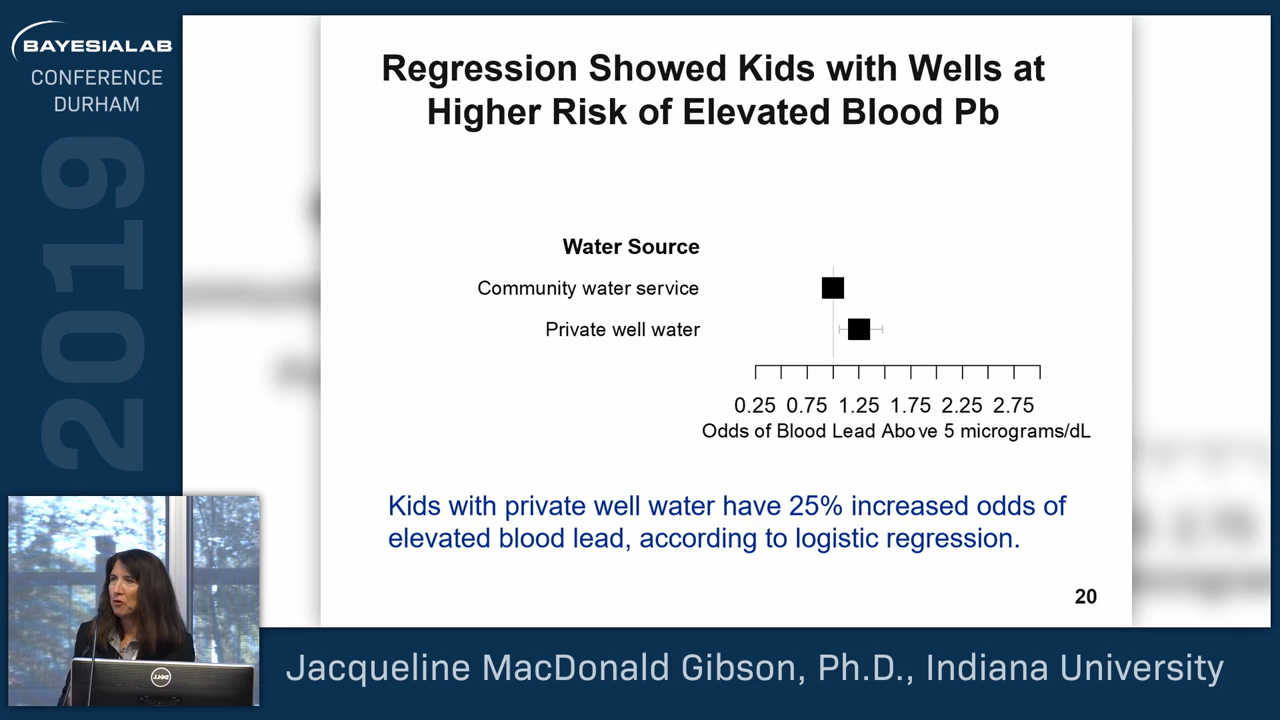 BAYESIALAB
CONFERENCE
DURHAM
2019
Regression Showed Kids with Wells at
Higher Risk of Elevated Blood Pb
Water Source
Community water service
Private well water
0.25 0.75 1.25 1.75 2.25 2.75
Odds of Blood Lead Above 5 micrograms/dL
Kids with private well water have 25% increased odds of
elevated blood lead, according to logistic regression.
20
DELL
Jacqueline MacDonald Gibson, Ph.D., Indiana University